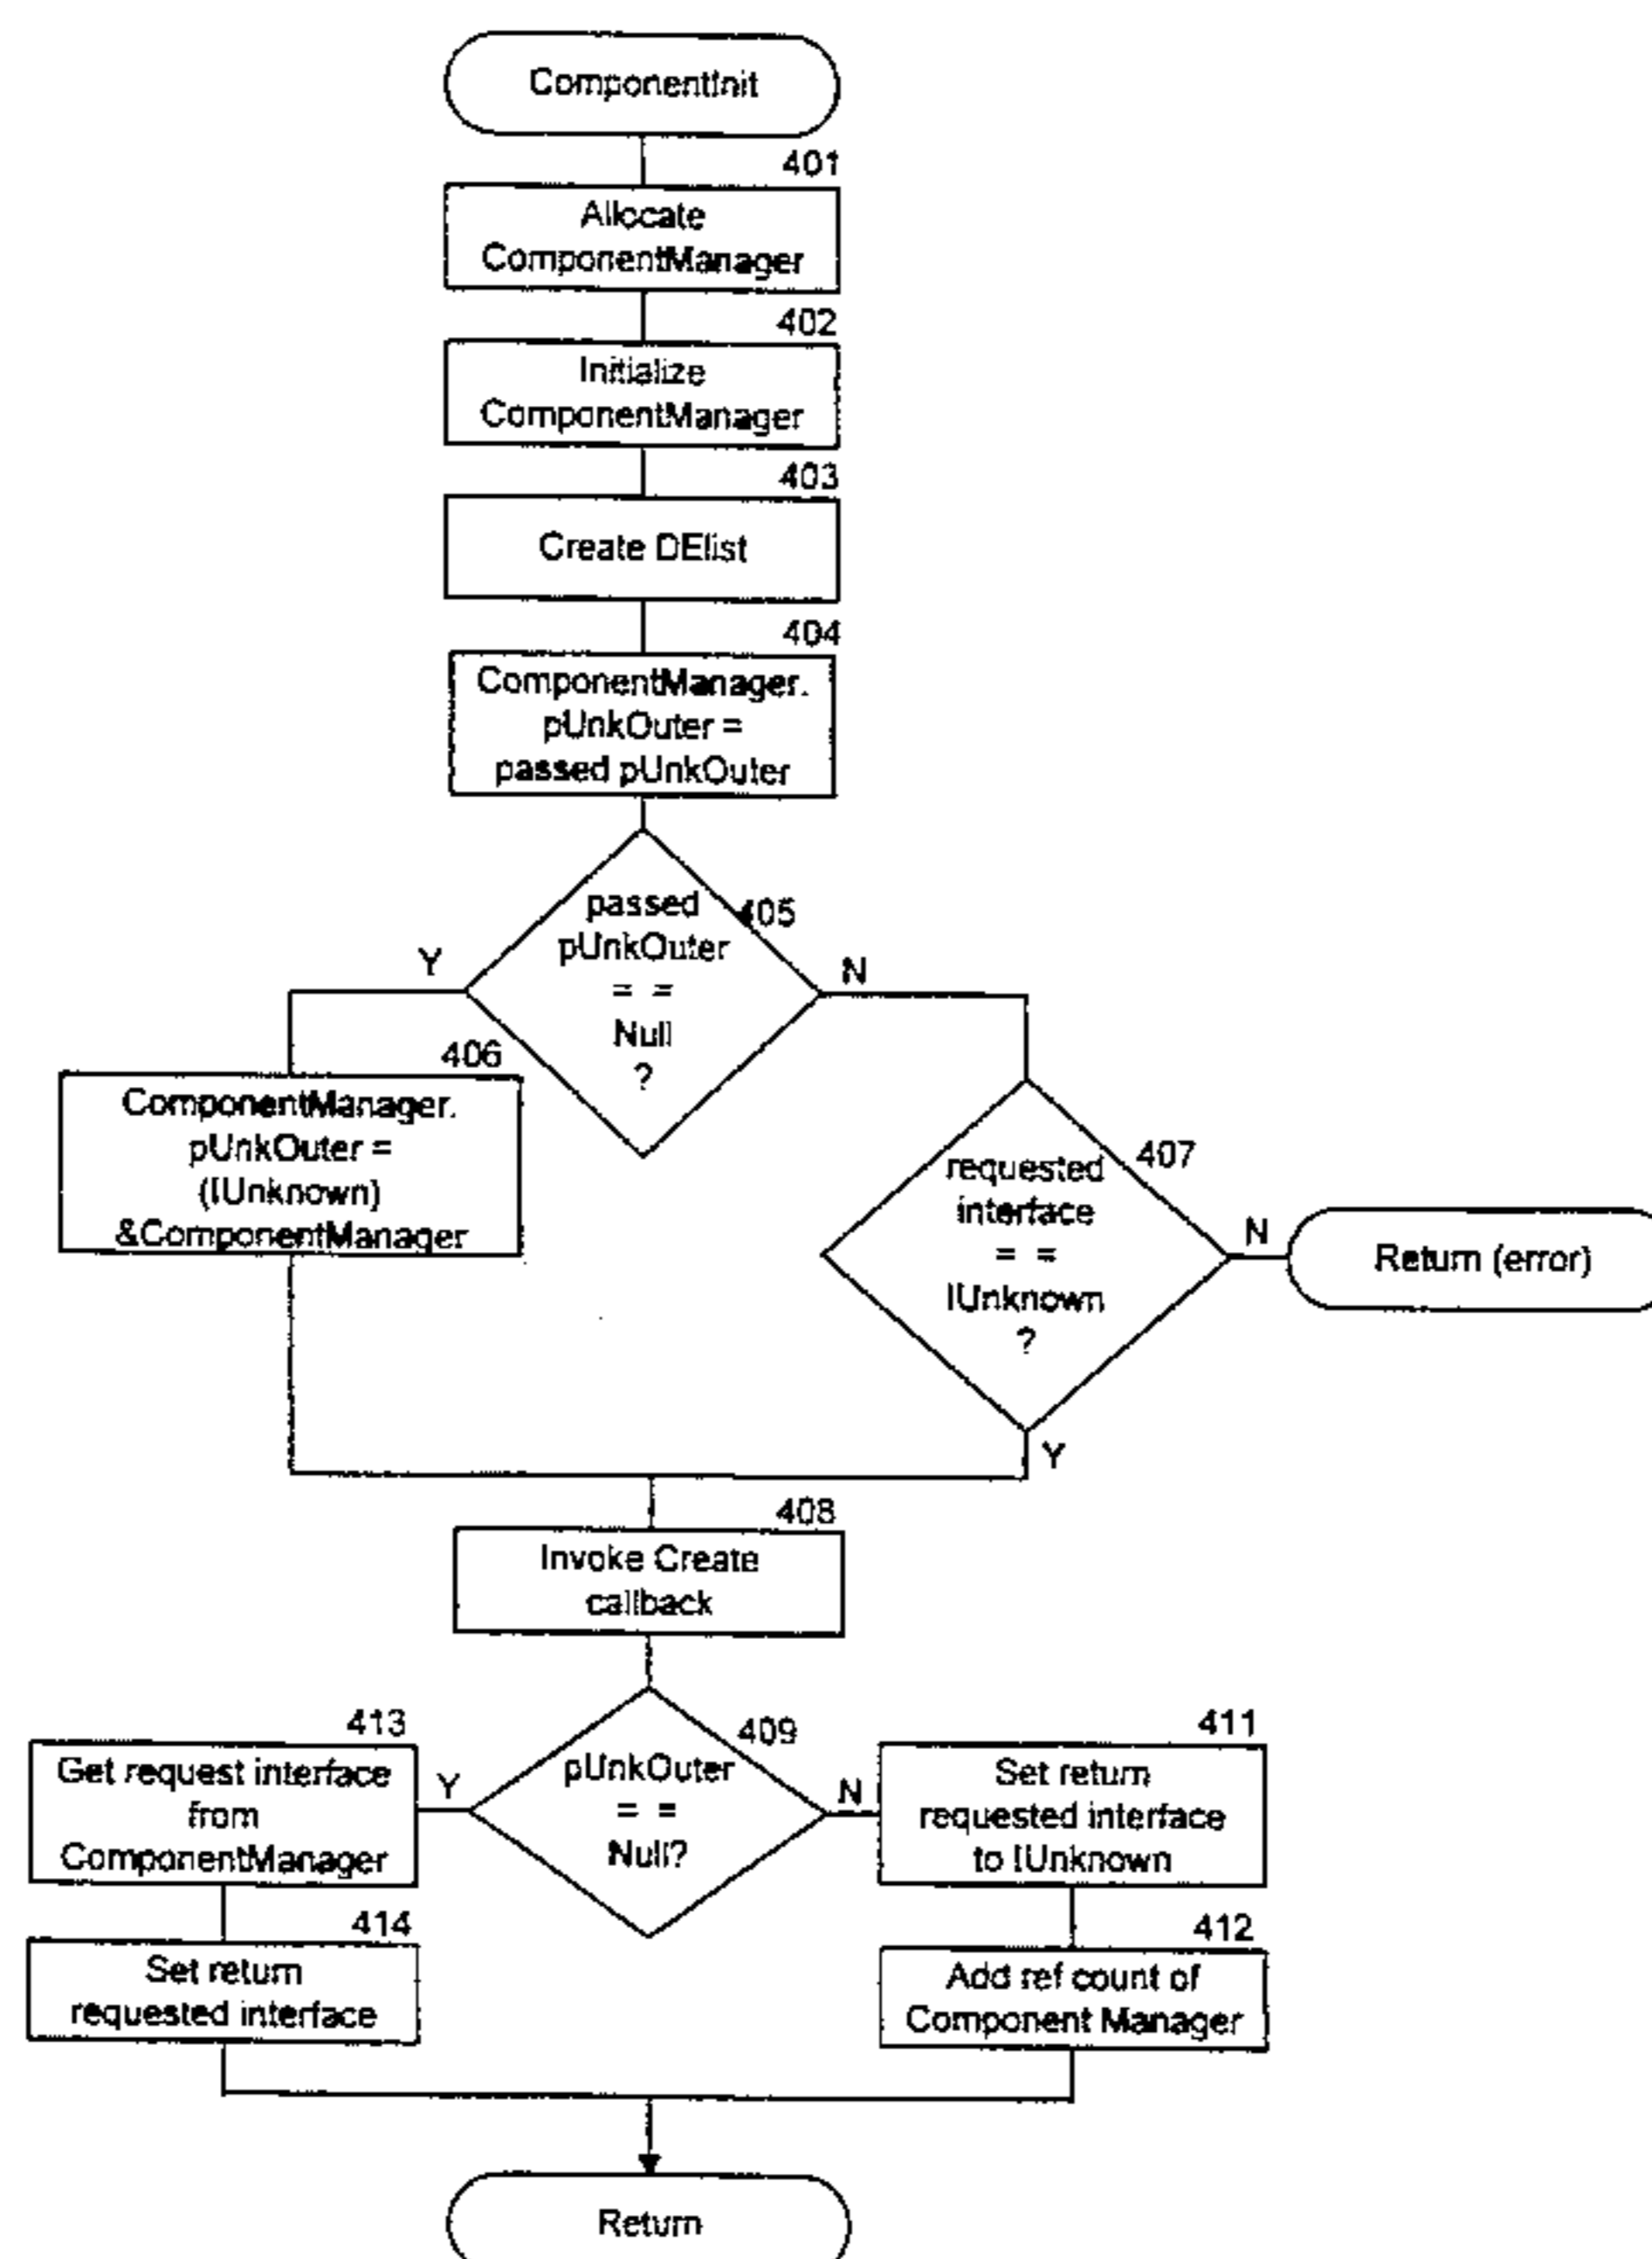 ComponentInit
401
Allocate
ComponentManager
402
Initialize
ComponentManager
403
Create DElist
404
ComponentManager.
pUnkOuter =
passed pUnkOuter
405
passed
pUnkOuter
= =
Null
?
Y
N
406
ComponentManager.
pUnkOuter =
(IUnknown)
&ComponentManager
407
requested
interface
= =
IUnknown
?
N
Return (error)
Y
408
Invoke Create
callback
409
pUnkOuter
= =
Null?
Y
N
413
Get request interface
from
ComponentManager
414
Set return
requested interface
411
Set return
requested interface
to IUnknown
412
Add ref count of
Component Manager
Return